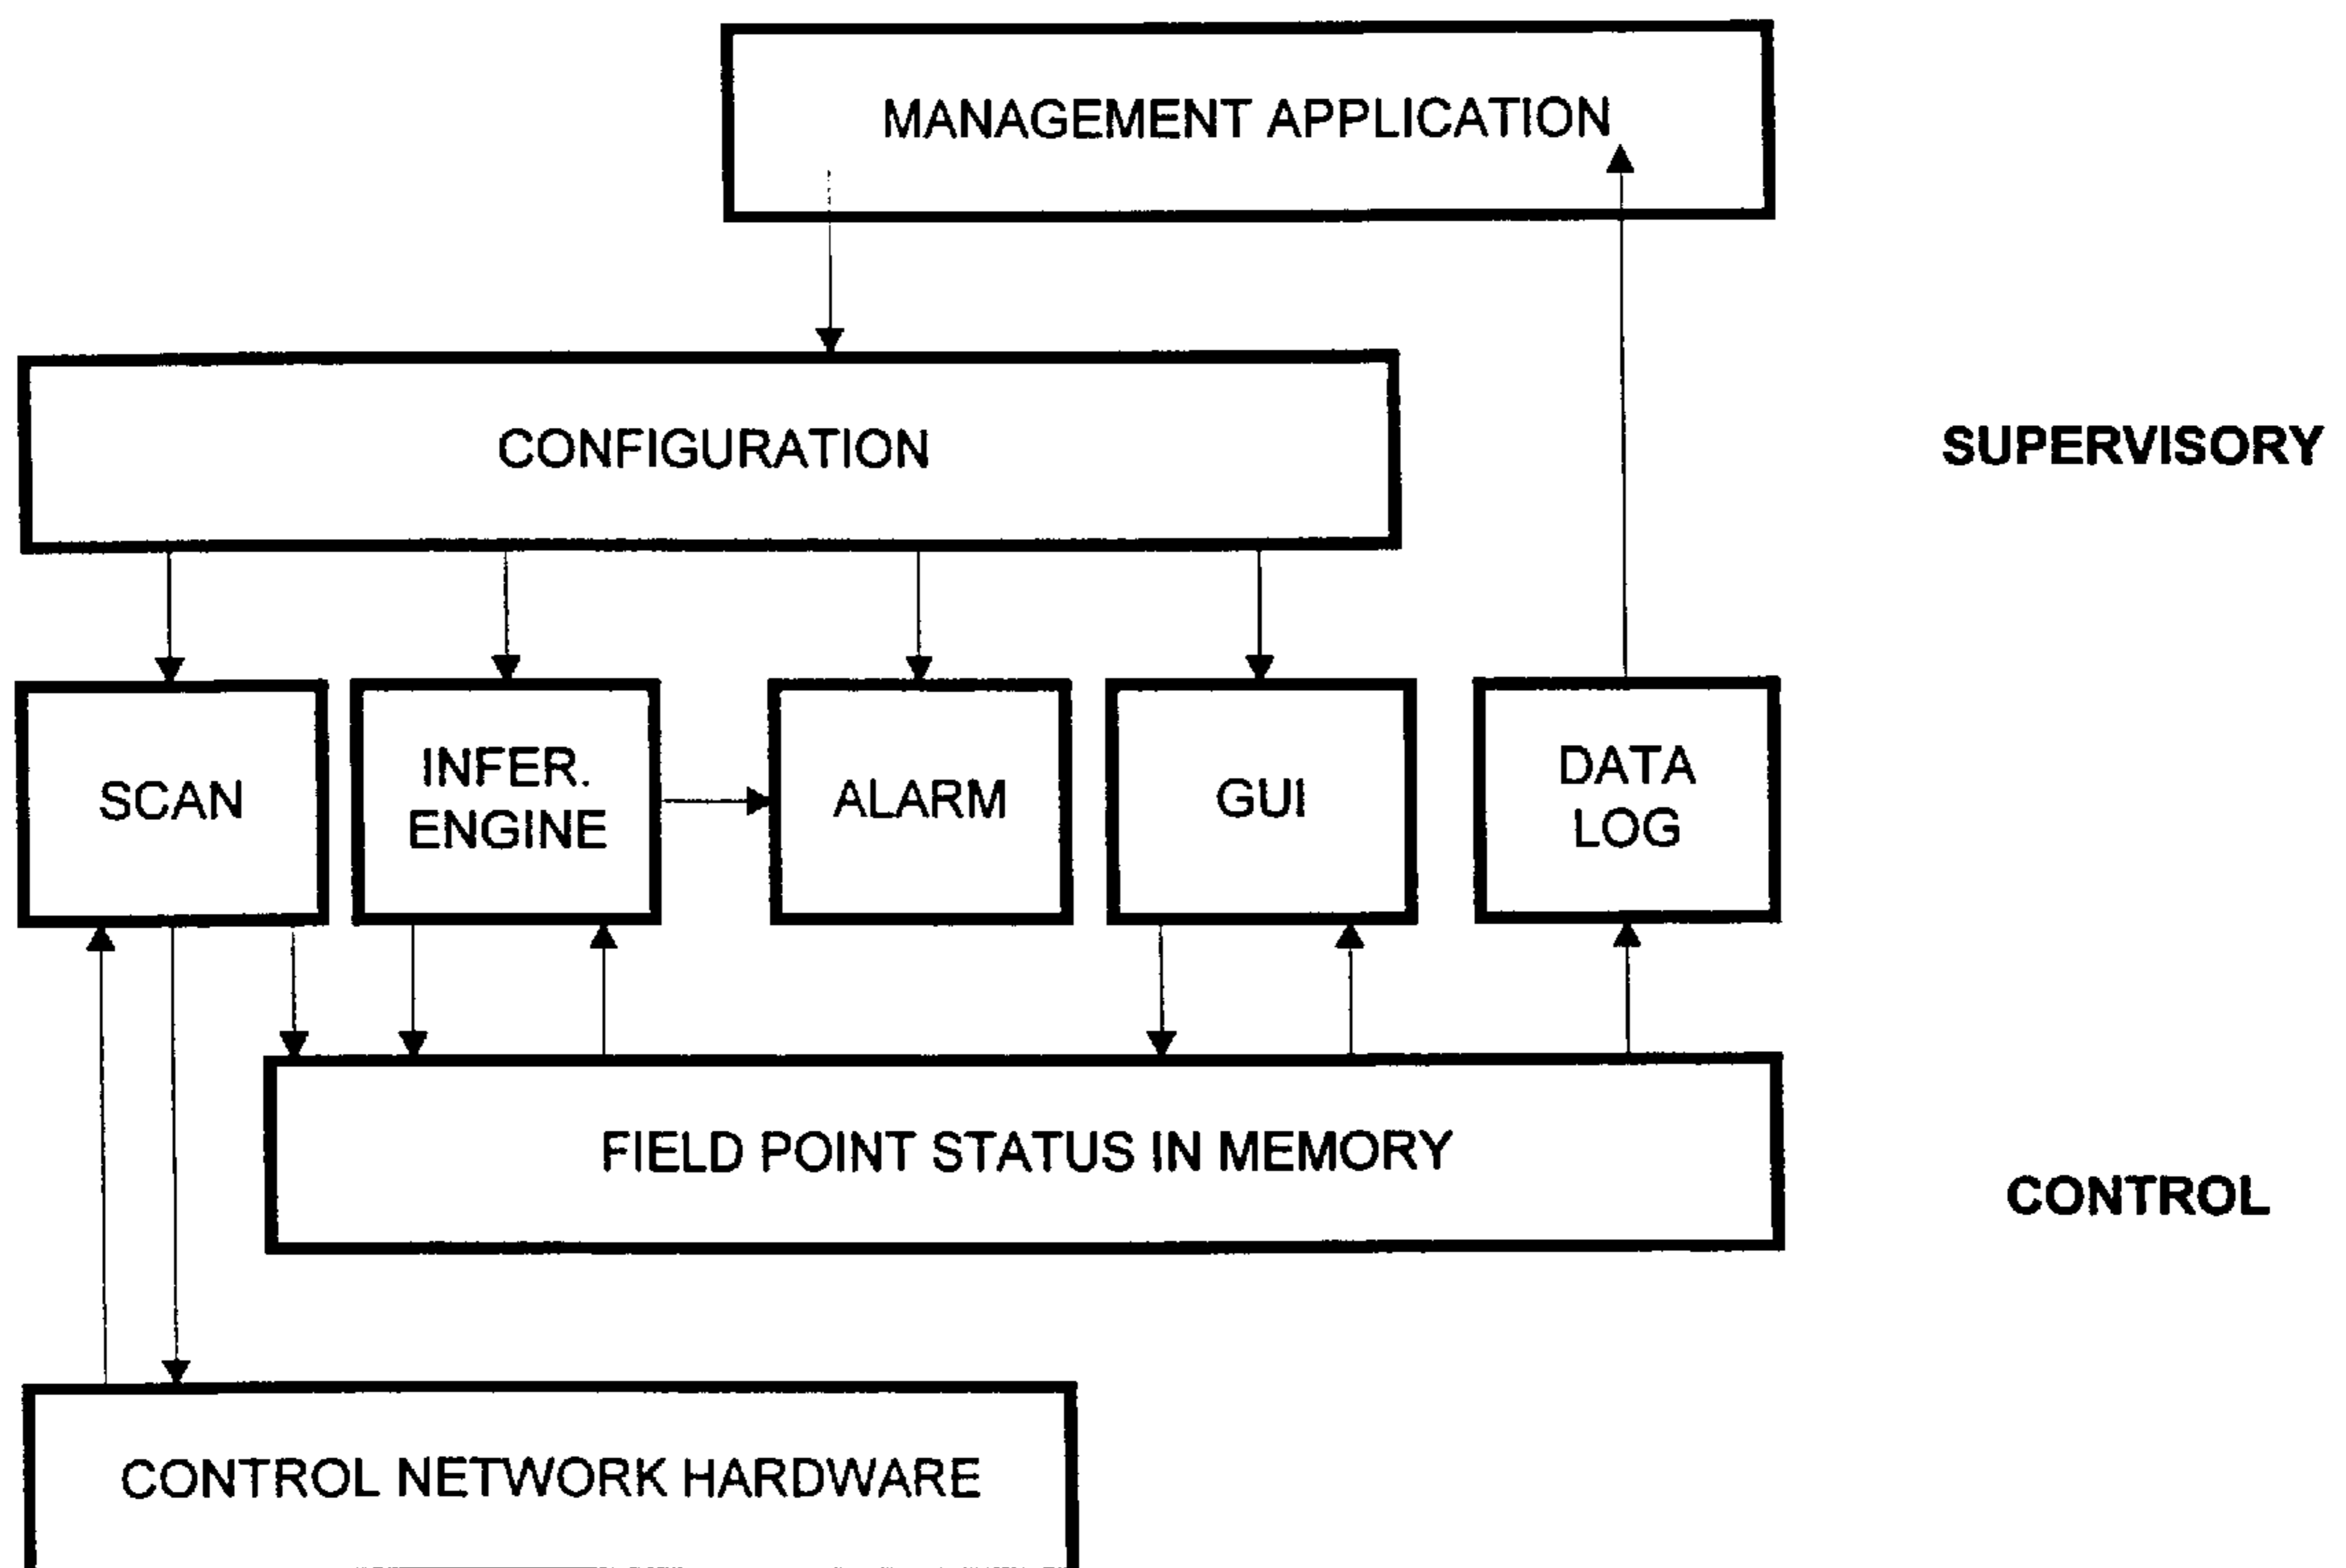 MANAGEMENT APPLICATION
CONFIGURATION
SUPERVISORY
SCAN
INFER.
ENGINE
ALARM
GUI
DATA
LOG
FIELD POINT STATUS IN MEMORY
CONTROL
CONTROL NETWORK HARDWARE